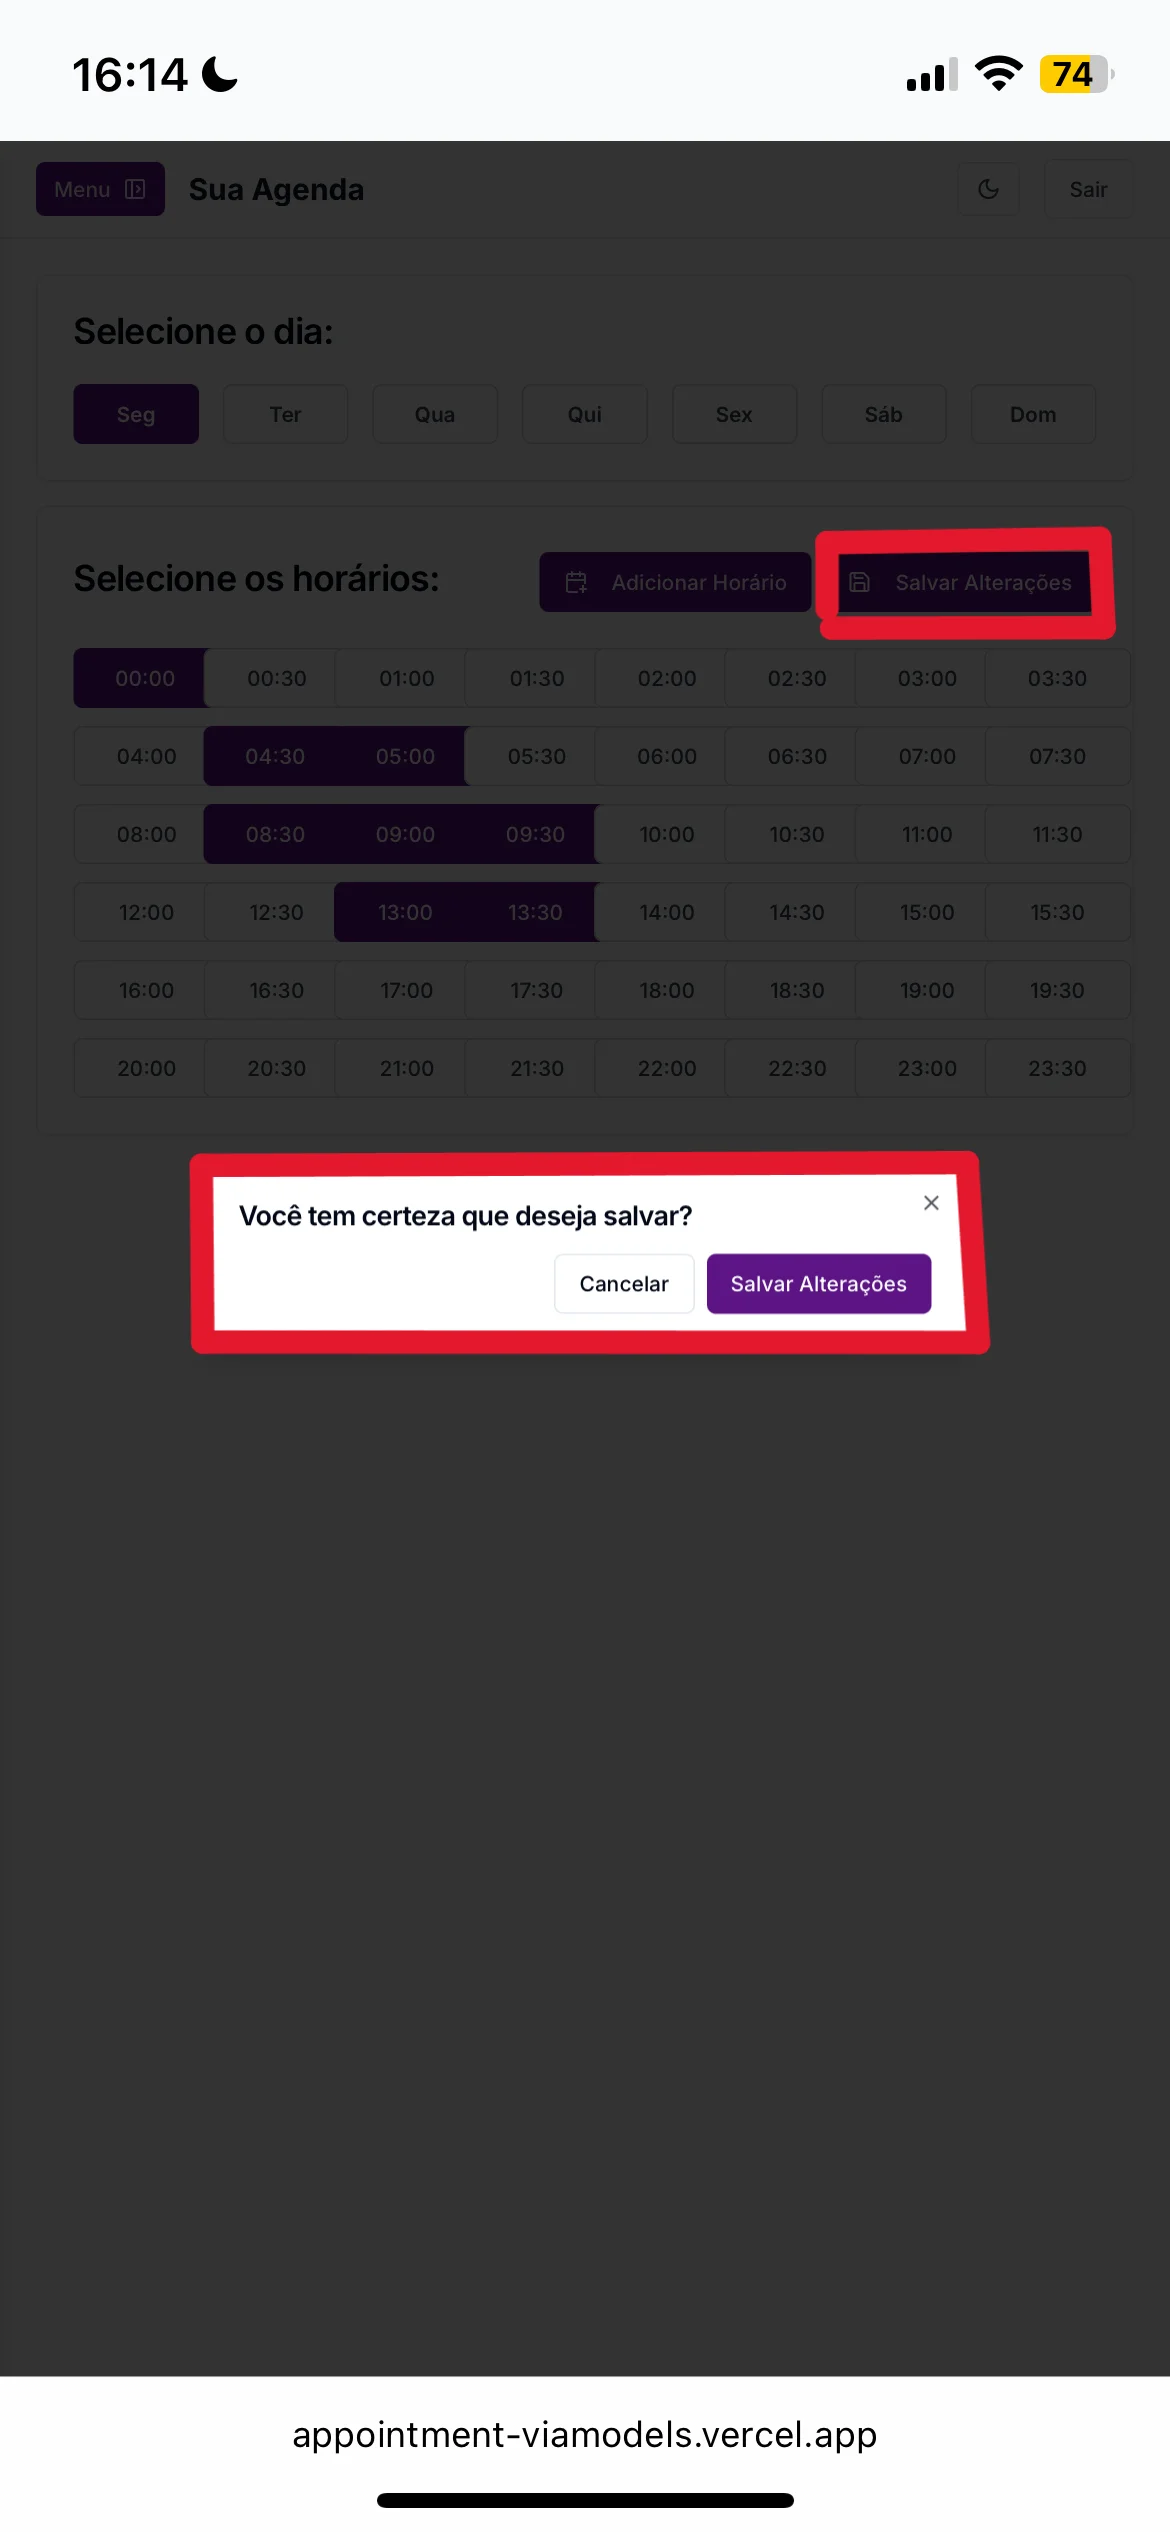 16:14
74
Menu
Sua Agenda
Sair
Selecione o dia:
Seg Ter Qua Qui Sex Sáb Dom
Selecione os horários:
Adicionar Horário
Salvar Alterações
00:00 00:30 01:00 01:30 02:00 02:30 03:00 03:30
04:00 04:30 05:00 05:30 06:00 06:30 07:00 07:30
08:00 08:30 09:00 09:30 10:00 10:30 11:00 11:30
12:00 12:30 13:00 13:30 14:00 14:30 15:00 15:30
16:00 16:30 17:00 17:30 18:00 18:30 19:00 19:30
20:00 20:30 21:00 21:30 22:00 22:30 23:00 23:30
Você tem certeza que deseja salvar?
Cancelar
Salvar Alterações
appointment-viamodels.vercel.app